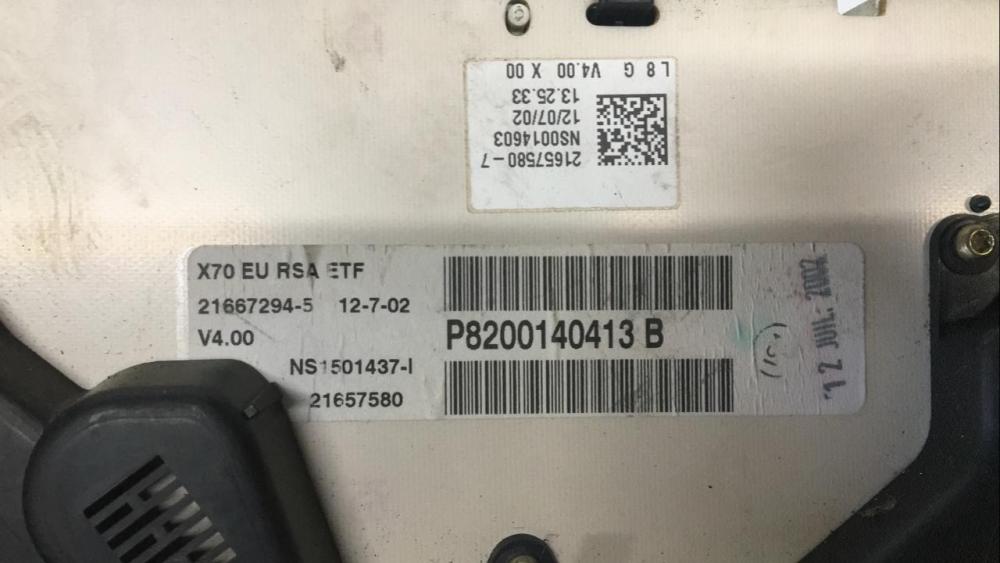 L 8 G V4.00 X 00
13.25.33
12/07/02
NS0014603
21657580-7
X70 EU RSA ETF
21667294-5 12-7-02
V4.00
NS1501437-I
21657580
P8200140413 B
12 JUIL. 2002